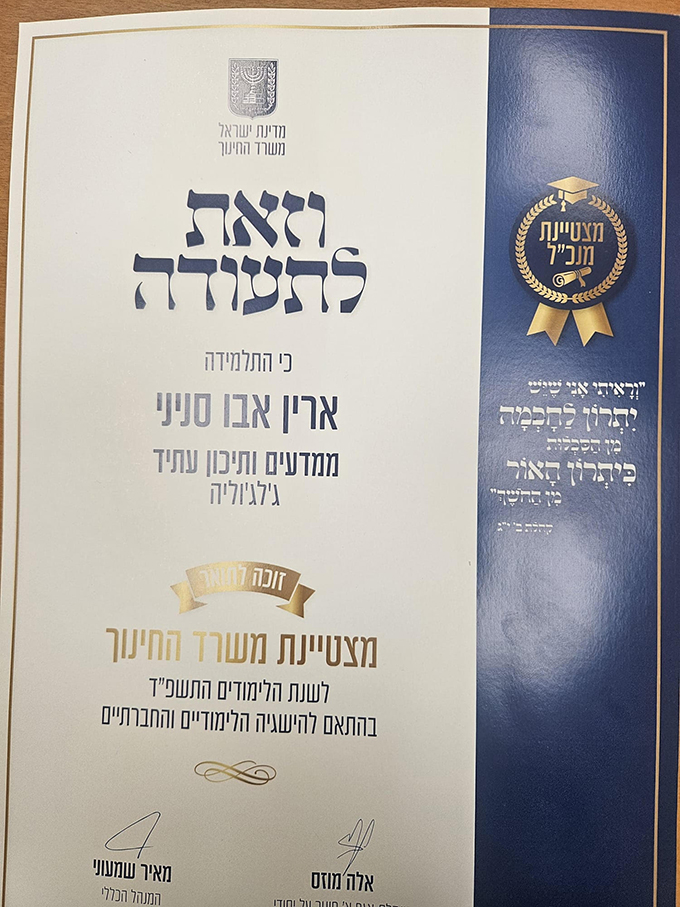 מדינת ישראל
משרד החינוך
וזאת
לתעודה
כי התלמידה
ארין אבו סניני
ממדעים ותיכון עתיד
ג'לג'וליה
זוכה לתואר
מצטיינת משרד החינוך
לשנת הלימודים התשפ"ד
בהתאם להישגיה הלימודיים והחברתיים
אלה מוזס
מאיר שמעוני
המנהל הכללי
מצטיינת
מנכ"ל
"וְרָאִיתִי אָנִי שֶׁיֵּשׁ
יִתְרוֹן לַחָכְמָה
מִן הַסִּכְלוּת
כִּיתְרוֹן הָאוֹר
מִן הַחֹשֶׁךְ"
קהלת ב' י"ג